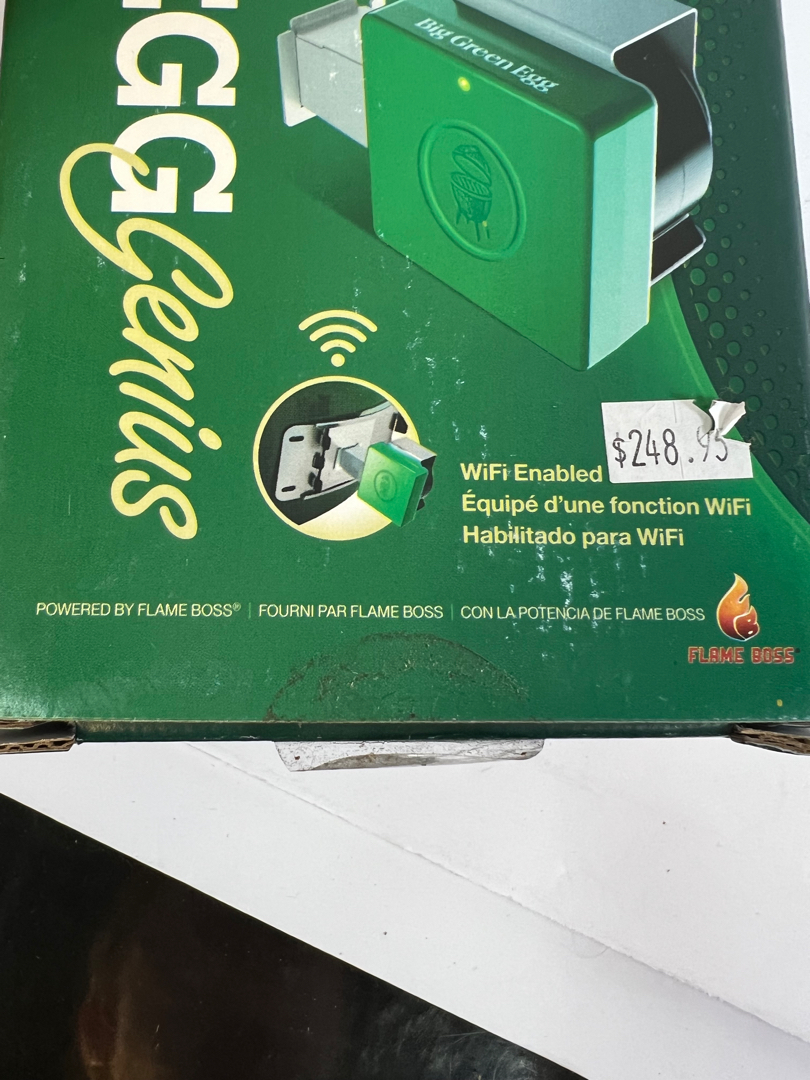 EGG
Genius
Big Green Egg
$248.95
WiFi Enabled
Équipé d'une fonction WiFi
Habilitado para WiFi
POWERED BY FLAME BOSS® | FOURNI PAR FLAME BOSS | CON LA POTENCIA DE FLAME BOSS
FLAME BOSS